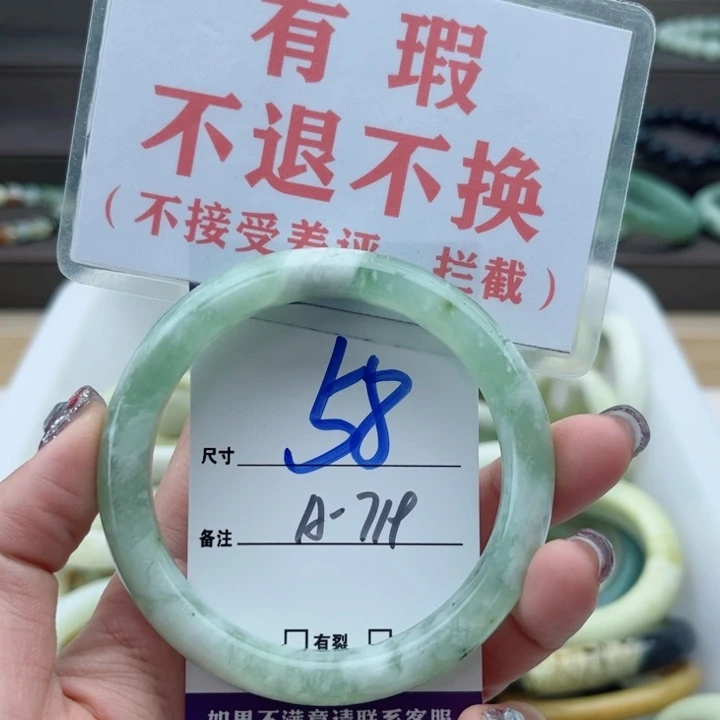 有瑕
不退不换
(不接受差评、拦截)
58
尺寸
A-719
备注
□有裂 □
如果不满意请联系客服